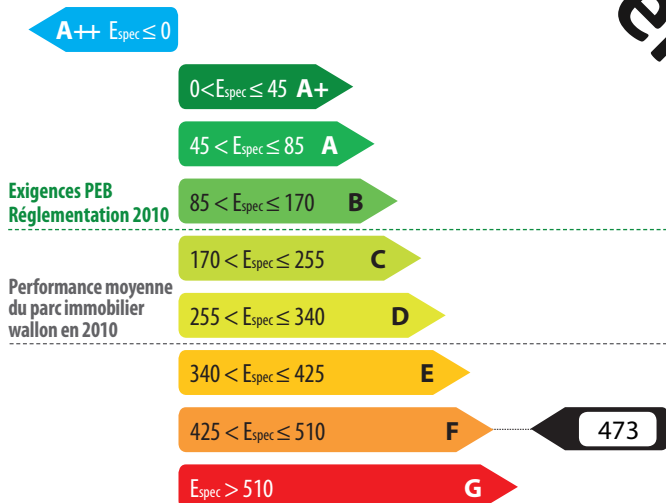 A++ Espec ≤ 0
0<Espec ≤ 45 A+
45 < Espec ≤ 85 A
Exigences PEB
Réglementation 2010
85 < Espec ≤ 170 B
170 < Espec ≤ 255 C
Performance moyenne
du parc immobilier
wallon en 2010
255 < Espec ≤ 340 D
340 < Espec ≤ 425 E
425 < Espec ≤ 510 F
473
Espec > 510 G